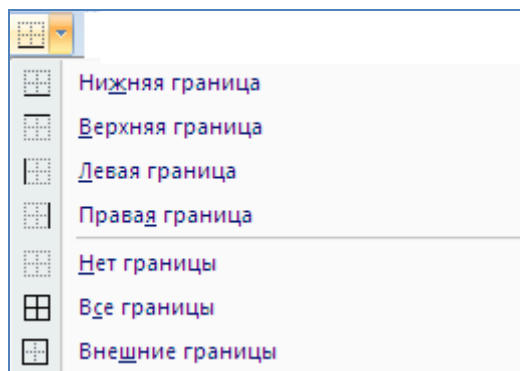 Нижняя граница
Верхняя граница
Левая граница
Правая граница
Нет границы
Все границы
Внешние границы